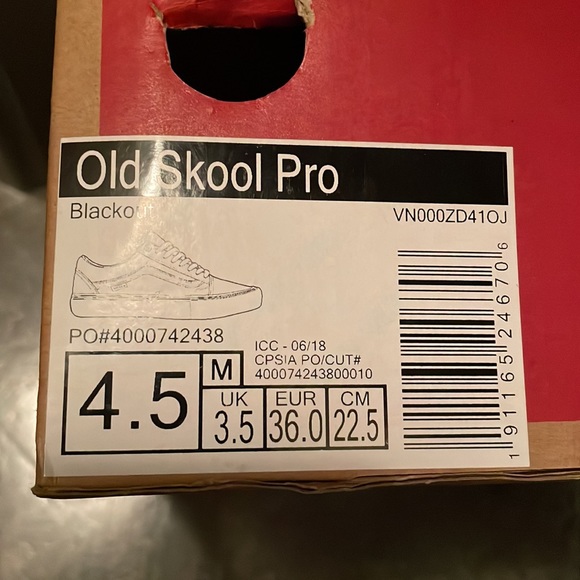 Old Skool Pro
Blackout
VN000ZD41OJ
PO#4000742438
ICC - 06/18
CPSIA PO/CUT#
400074243800010
4.5
M
UK
3.5
EUR
36.0
CM
22.5
1 91165 24670 6